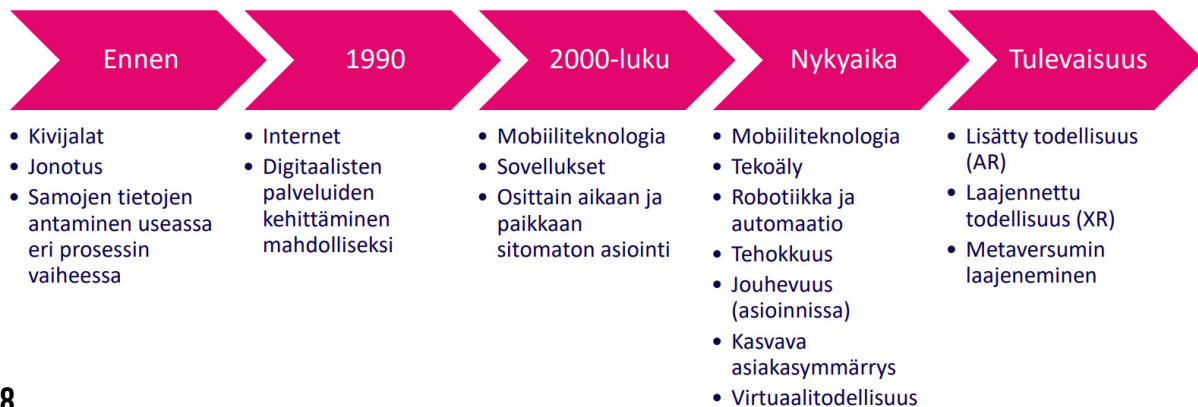 Ennen
1990
2000-luku
Nykyaika
Tulevaisuus
• Kivijalat
• Jonotus
• Samojen tietojen
antaminen useassa
eri prosessin
vaiheessa
• Internet
• Digitaalisten
palveluiden
kehittäminen
mahdolliseksi
• Mobiiliteknologia
• Sovellukset
• Osittain aikaan ja
paikkaan
sitomaton asiointi
• Mobiiliteknologia
• Tekoäly
• Robotiikka ja
automaatio
• Tehokkuus
• Jouhevuus
(asioinnissa)
• Kasvava
asiakasymmärrys
• Virtuaalitodellisuus
• Lisätty todellisuus
(AR)
• Laajennettu
todellisuus (XR)
• Metaversumin
laajeneminen
8